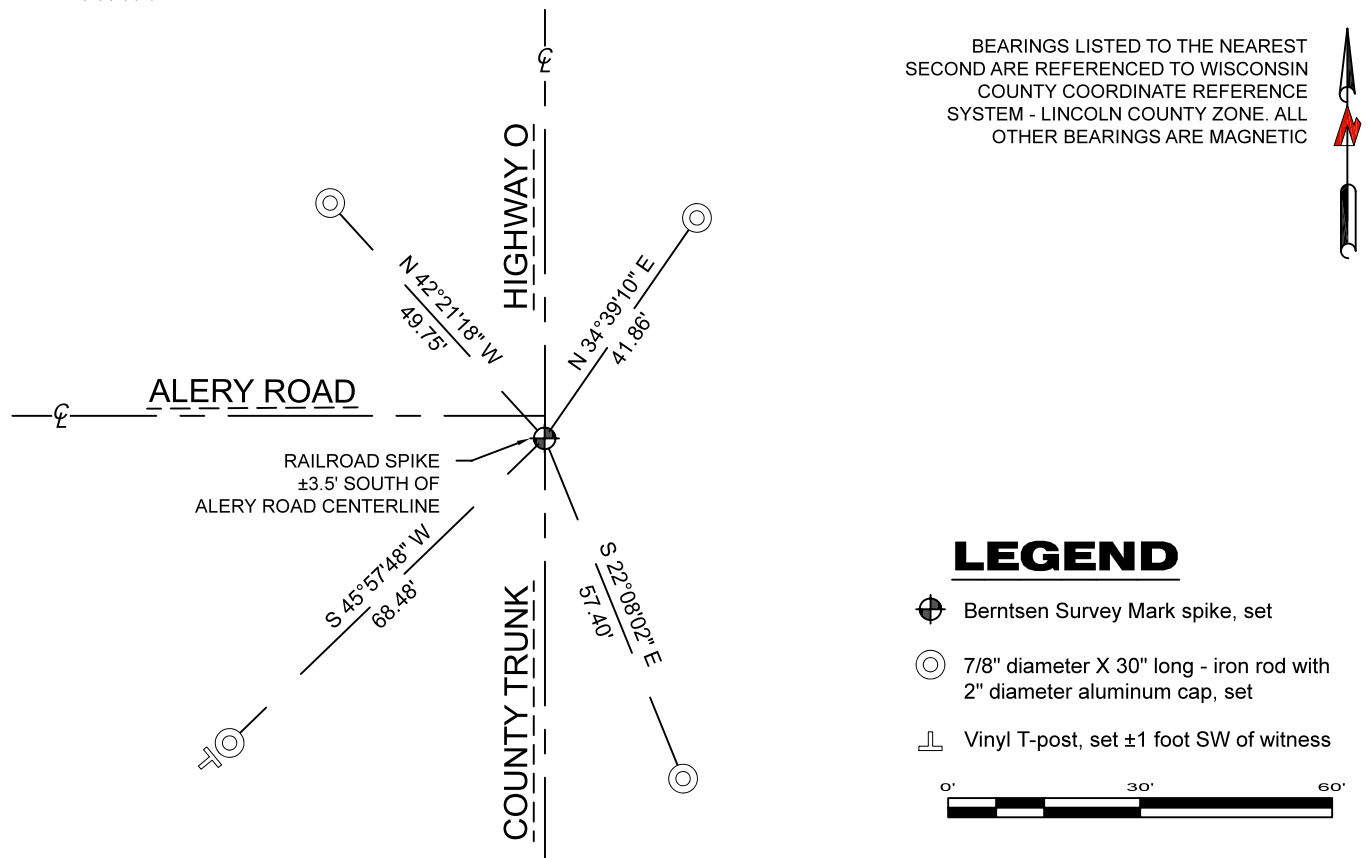 ℄
BEARINGS LISTED TO THE NEAREST
SECOND ARE REFERENCED TO WISCONSIN
COUNTY COORDINATE REFERENCE
SYSTEM - LINCOLN COUNTY ZONE. ALL
OTHER BEARINGS ARE MAGNETIC
N
HIGHWAY O
N 42°21'18" W
49.75'
N 34°39'10" E
41.86'
ALERY ROAD
℄
RAILROAD SPIKE
±3.5' SOUTH OF
ALERY ROAD CENTERLINE
S 45°57'48" W
68.48'
S 22°08'02" E
57.40'
COUNTY TRUNK
LEGEND
Berntsen Survey Mark spike, set
7/8" diameter X 30" long - iron rod with
2" diameter aluminum cap, set
Vinyl T-post, set ±1 foot SW of witness
0' 30' 60'